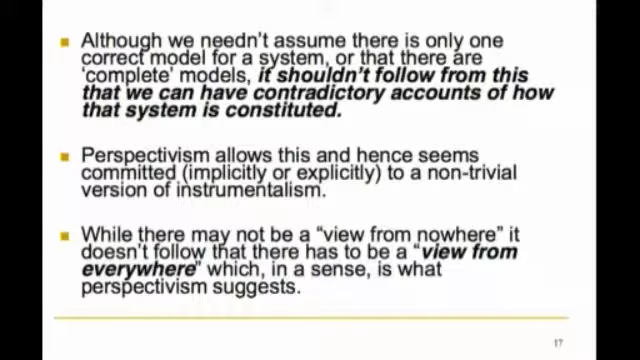 Although we needn't assume there is only one
correct model for a system, or that there are
'complete' models, it shouldn't follow from this
that we can have contradictory accounts of how
that system is constituted.
Perspectivism allows this and hence seems
committed (implicitly or explicitly) to a non-trivial
version of instrumentalism.
While there may not be a "view from nowhere" it
doesn't follow that there has to be a "view from
everywhere" which, in a sense, is what
perspectivism suggests.
17